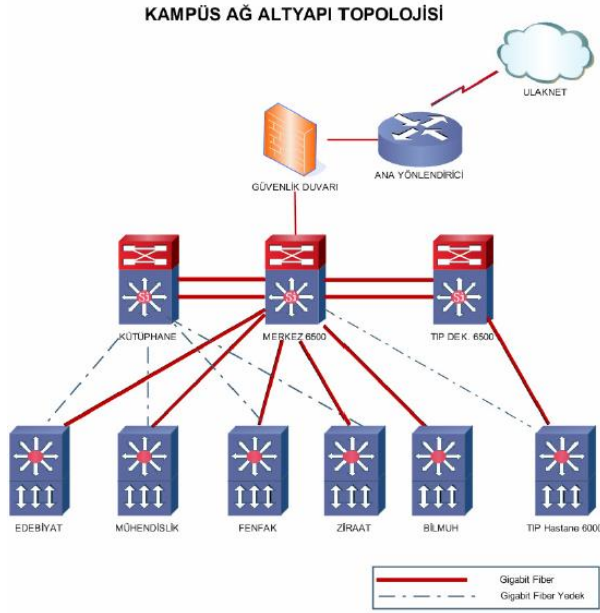 KAMPÜS AĞ ALTYAPI TOPOLOJİSİ
ULAKNET
ANA YÖNLENDİRİCİ
GÜVENLİK DUVARI
KÜTÜPHANE
MERKEZ 6500
TIP DEK. 6500
EDEBİYAT
MÜHENDİSLİK
FENFAK
ZİRAAT
BİLMUH
TIP Hastane 6000
Gigabit Fiber
Gigabit Fiber Yedek